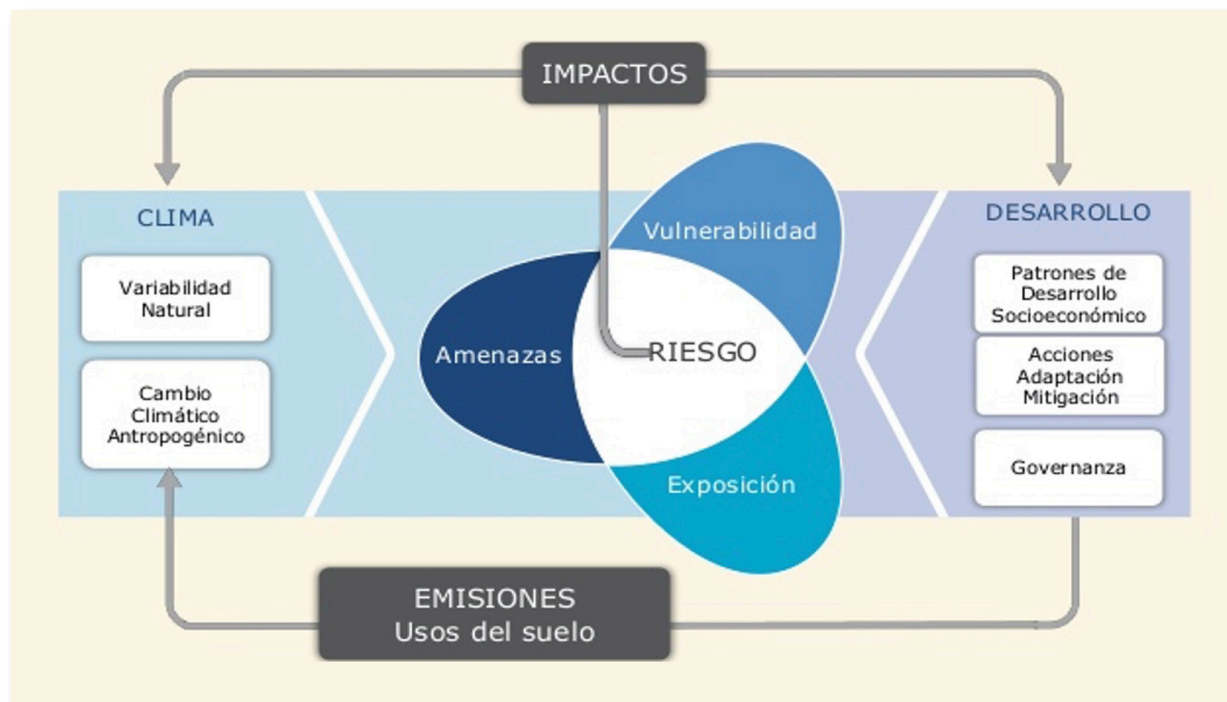 IMPACTOS
CLIMA
Variabilidad
Natural
Cambio
Climático
Antropogénico
Vulnerabilidad
Amenazas
RIESGO
Exposición
DESARROLLO
Patrones de
Desarrollo
Socioeconómico
Acciones
Adaptación
Mitigación
Governanza
EMISIONES
Usos del suelo